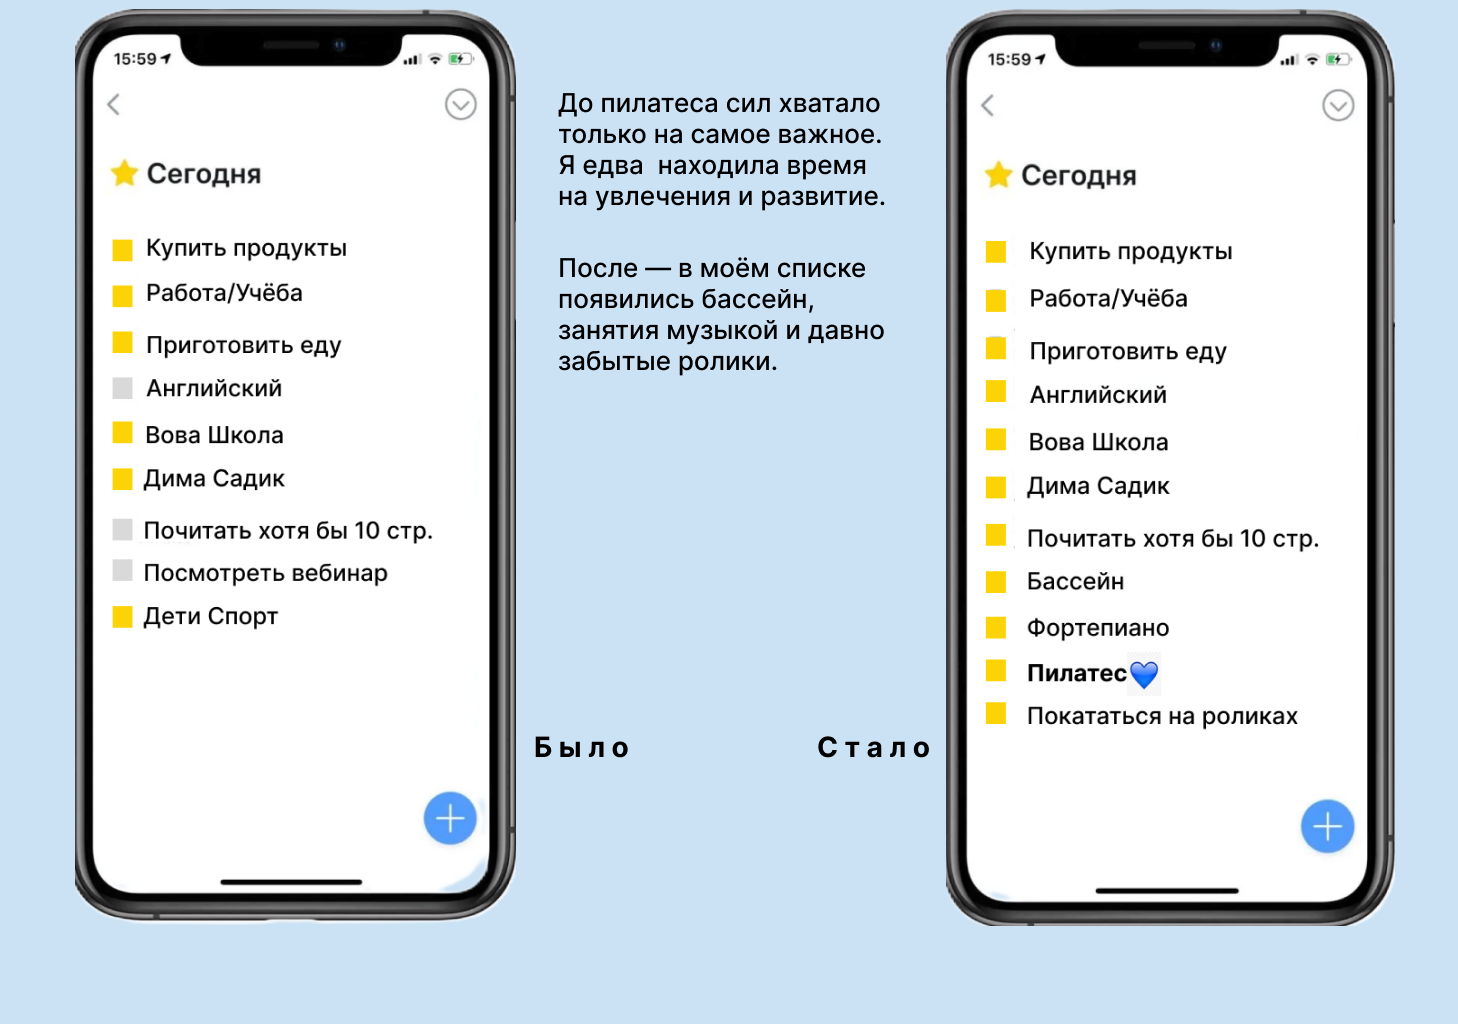 15:59
Сегодня
Купить продукты
Работа/Учёба
Приготовить еду
Английский
Вова Школа
Дима Садик
Почитать хотя бы 10 стр.
Посмотреть вебинар
Дети Спорт
До пилатеса сил хватало
только на самое важное.
Я едва находила время
на увлечения и развитие.
После — в моём списке
появились бассейн,
занятия музыкой и давно
забытые ролики.
Было
Стало
15:59
Сегодня
Купить продукты
Работа/Учёба
Приготовить еду
Английский
Вова Школа
Дима Садик
Почитать хотя бы 10 стр.
Бассейн
Фортепиано
Пилатес💙
Покататься на роликах